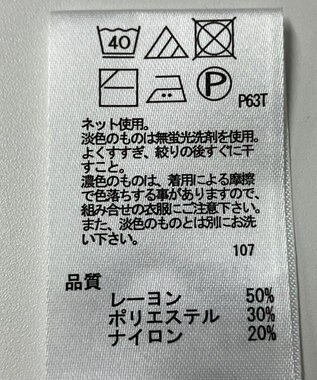 40
P
P63T
ネット使用。
淡色のものは無蛍光洗剤を使用。
よくすすぎ、絞りの後すぐに干
すこと。
濃色のものは、着用による摩擦
で色落ちする事がありますので、
組み合せの衣服にご注意下さい。
また、淡色のものとは別にお洗
い下さい。
107
品質
レーヨン 50%
ポリエステル 30%
ナイロン 20%